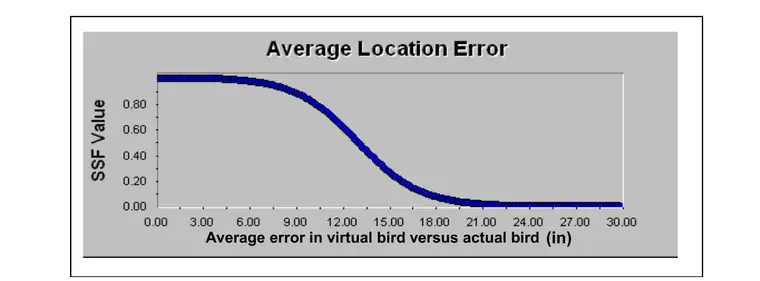 Average Location Error
SSF Value
0.80
0.60
0.40
0.20
0.00
0.00 3.00 6.00 9.00 12.00 15.00 18.00 21.00 24.00 27.00 30.00
Average error in virtual bird versus actual bird (in)